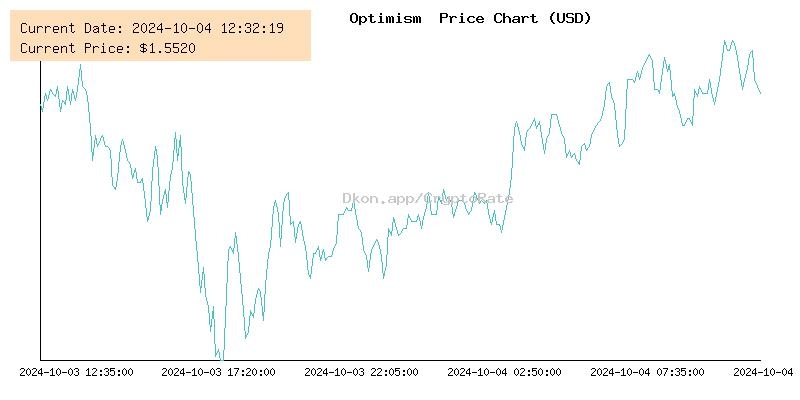 Optimism  Price Chart (USD)
Current Date: 2024-10-04 12:32:19
Current Price: $1.5520
Dkon.app/CryptoRate
2024-10-03 12:35:00 2024-10-03 17:20:00 2024-10-03 22:05:00 2024-10-04 02:50:00 2024-10-04 07:35:00 2024-10-04